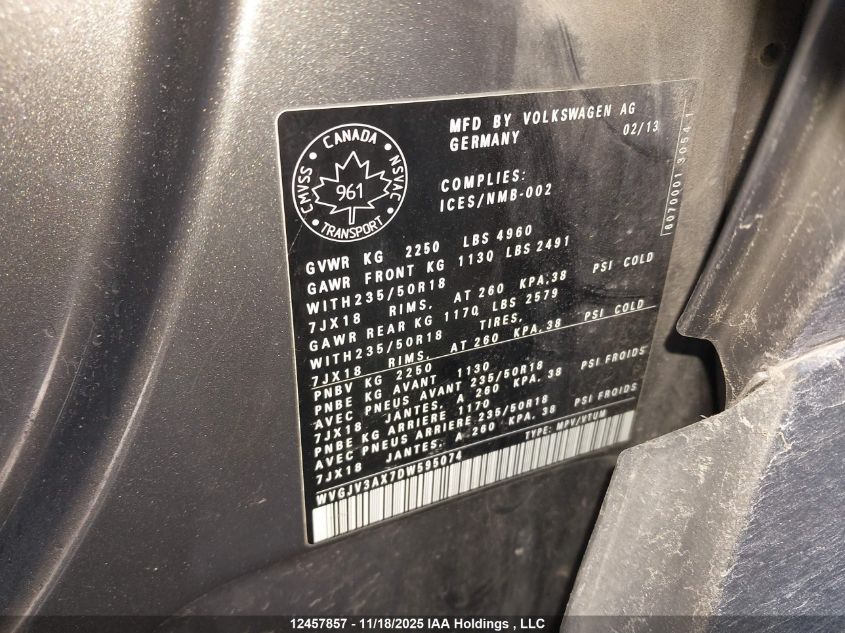 CMVSS • CANADA • NSVAC
961
• TRANSPORT •
MFD BY VOLKSWAGEN AG
GERMANY 02/13
COMPLIES:
ICES/NMB-002
GVWR KG 2250 LBS 4960
GAWR FRONT KG 1130 LBS 2491
WITH235/50R18
7JX18 RIMS. AT 260 KPA.38 PSI COLD
GAWR REAR KG 1170 LBS 2579
WITH235/50R18 TIRES,
7JX18 RIMS. AT 260 KPA.38 PSI COLD
PNBV KG 2250
PNBE KG AVANT 1130
AVEC PNEUS AVANT 235/50R18
7JX18 JANTES. A 260 KPA. 38 PSI FROIDS
PNBE KG ARRIERE 1170
AVEC PNEUS ARRIERE 235/50R18
7JX18 JANTES. A 260 KPA. 38 PSI FROIDS
WVGJV3AX7DW595074 TYPE: MPV/VTUM
6070001 3054.1
12457857 - 11/18/2025 IAA Holdings , LLC